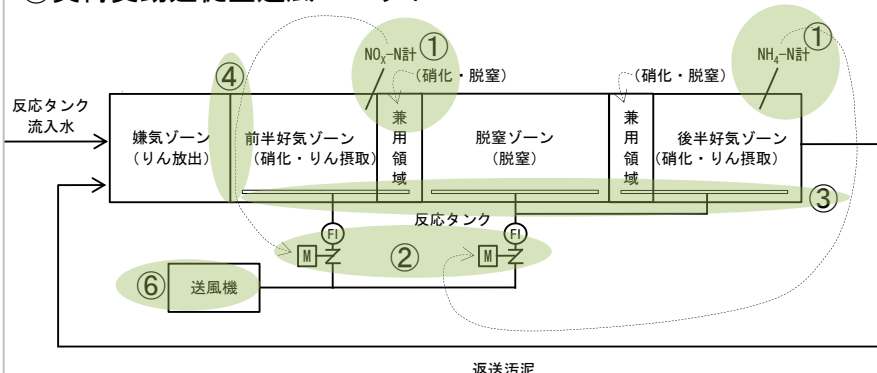 NOx-N計
①
(硝化・脱窒)
(硝化・脱窒)
NH4-N計
①
④
反応タンク
流入水
嫌気ゾーン
(りん放出)
前半好気ゾーン
(硝化・りん摂取)
兼用領域
脱窒ゾーン
(脱窒)
兼用領域
後半好気ゾーン
(硝化・りん摂取)
③
反応タンク
FI
M
②
FI
M
⑥
送風機
返送汚泥